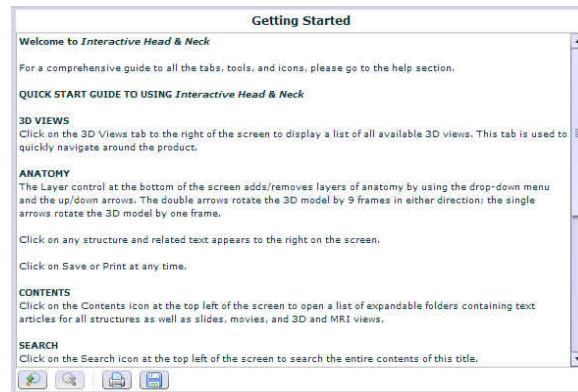 Getting Started
Welcome to Interactive Head & Neck
For a comprehensive guide to all the tabs, tools, and icons, please go to the help section.
QUICK START GUIDE TO USING Interactive Head & Neck
3D VIEWS
Click on the 3D Views tab to the right of the screen to display a list of all available 3D views. This tab is used to
quickly navigate around the product.
ANATOMY
The Layer control at the bottom of the screen adds/removes layers of anatomy by using the drop-down menu
and the up/down arrows. The double arrows rotate the 3D model by 9 frames in either direction; the single
arrows rotate the 3D model by one frame.
Click on any structure and related text appears to the right on the screen.
Click on Save or Print at any time.
CONTENTS
Click on the Contents icon at the top left of the screen to open a list of expandable folders containing text
articles for all structures as well as slides, movies, and 3D and MRI views.
SEARCH
Click on the Search icon at the top left of the screen to search the entire contents of this title.